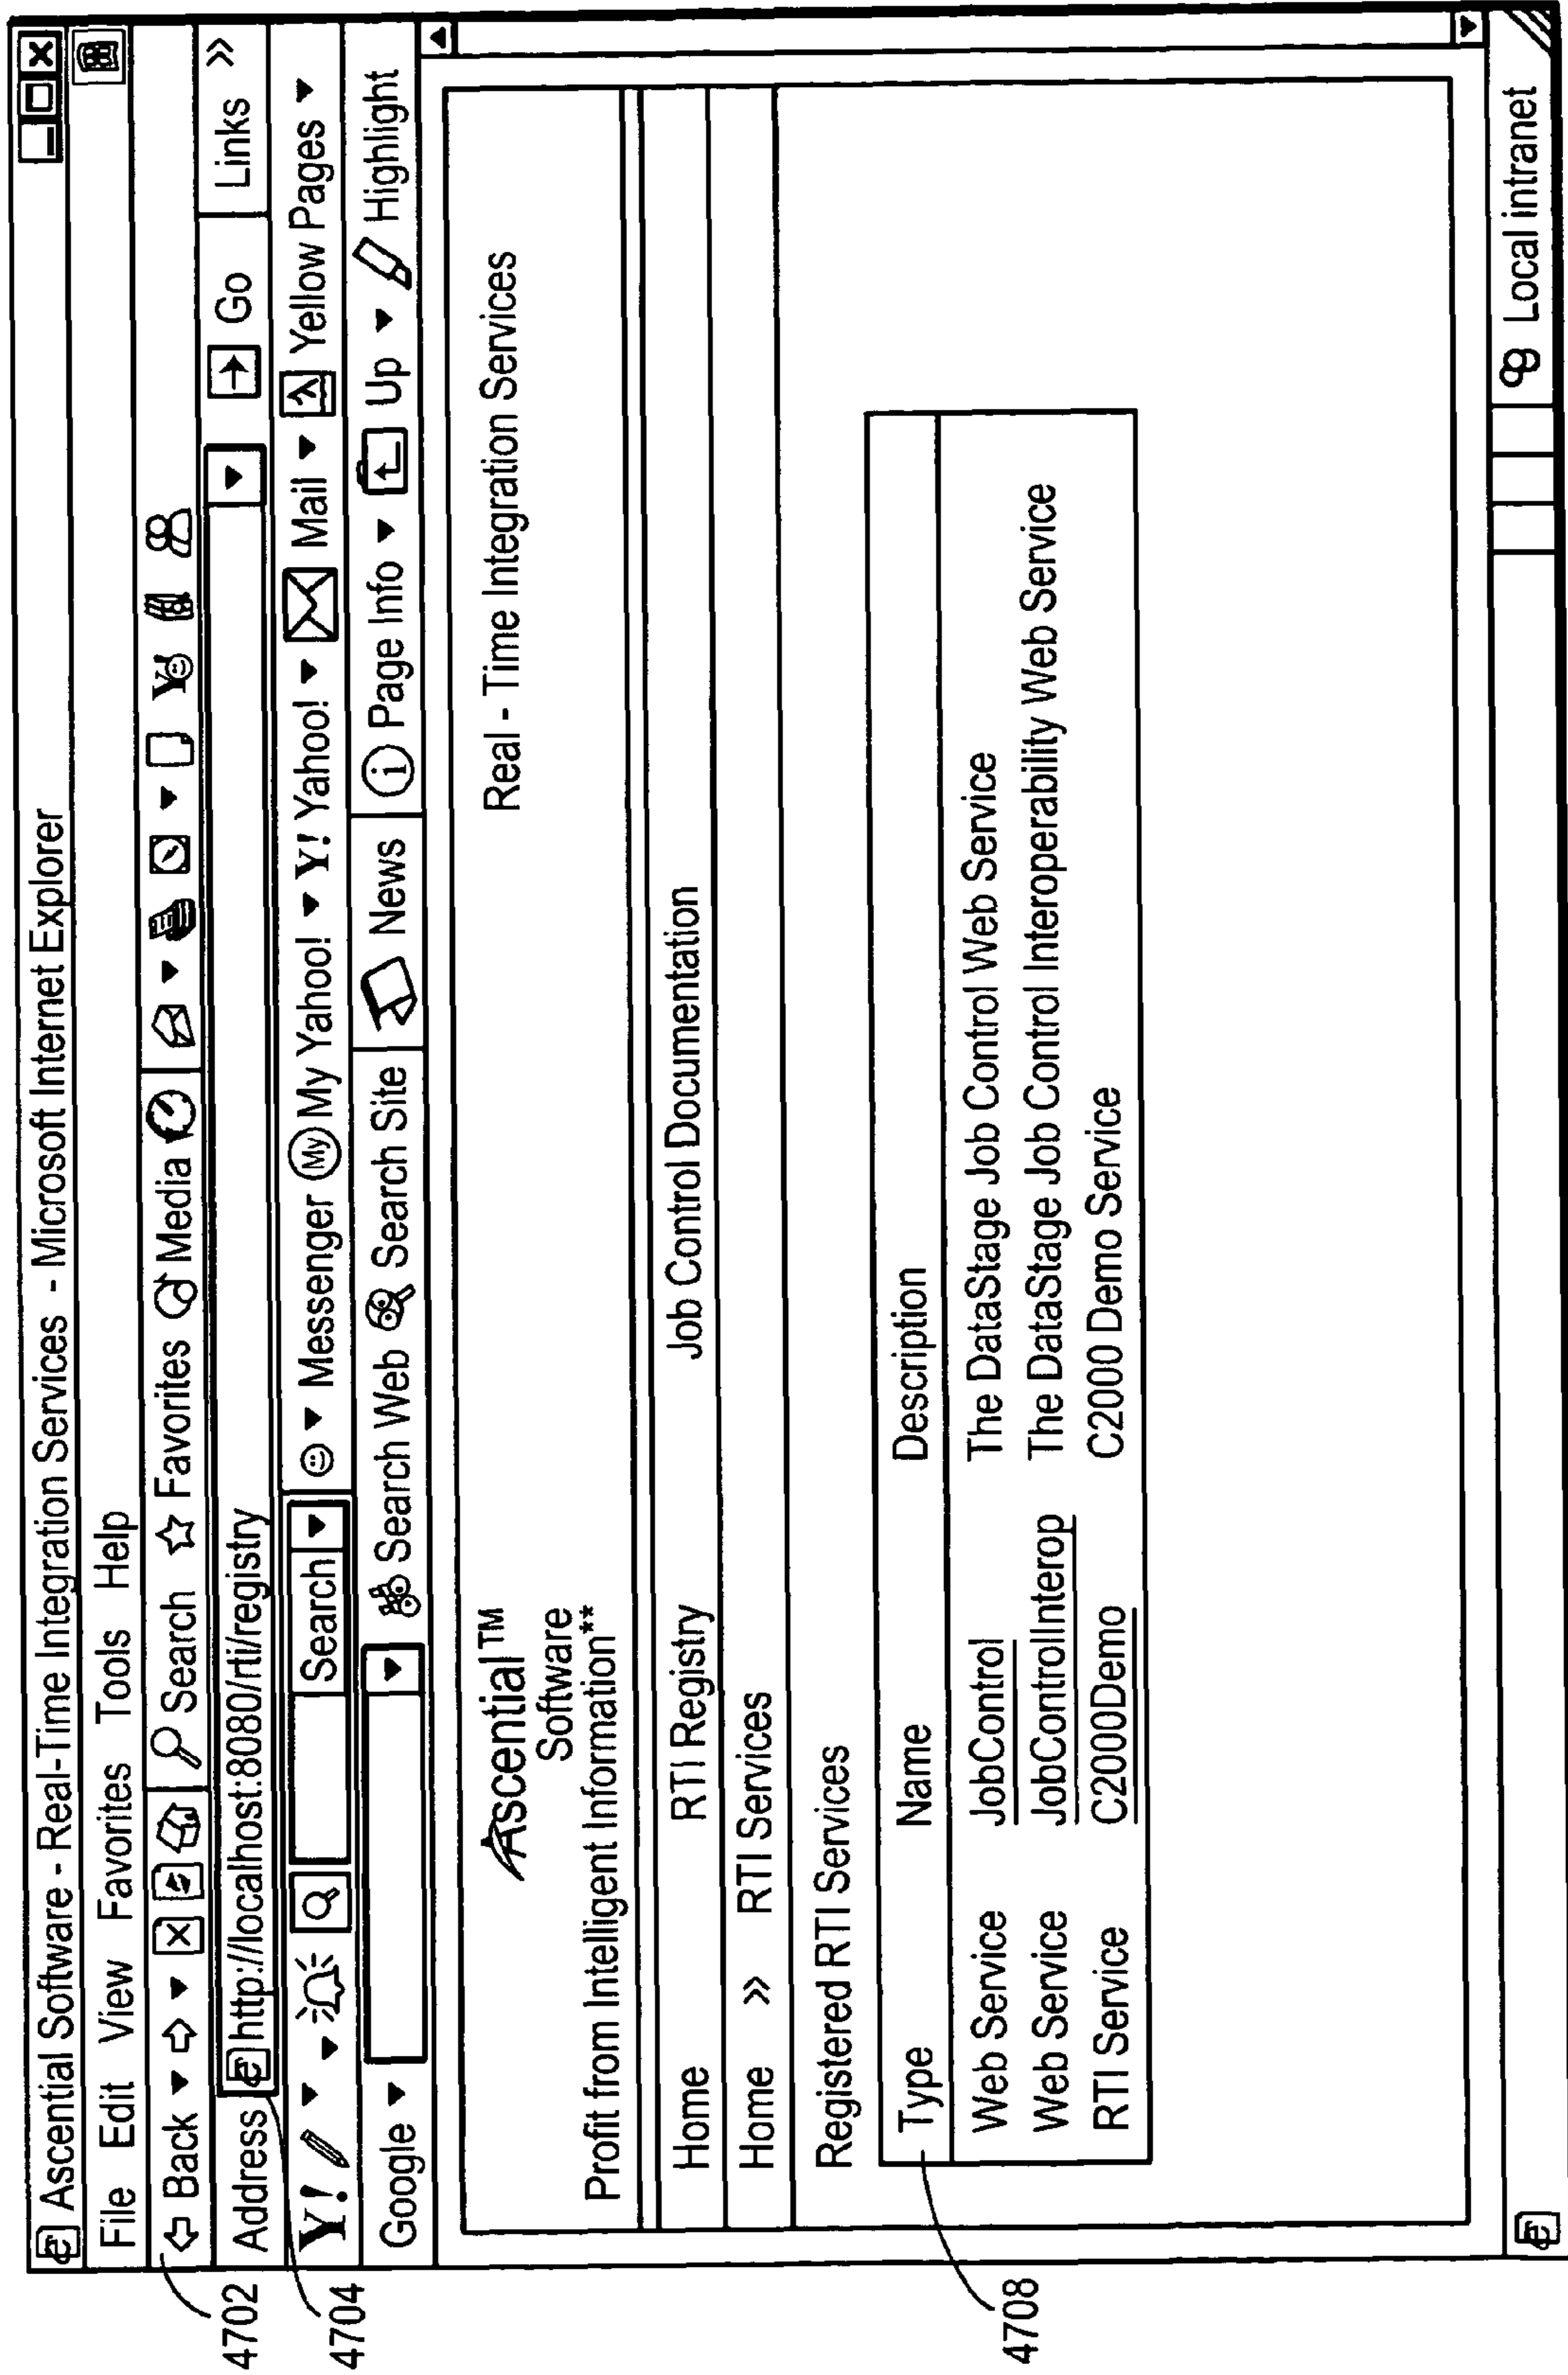 Ascential Software - Real-Time Integration Services - Microsoft Internet Explorer
File Edit View Favorites Tools Help
Back Search Favorites Media
Address http://localhost:8080/rti/registry Go Links »
Y! Search Messenger My My Yahoo! Y! Yahoo! Mail Yellow Pages
Google Search Web Search Site News i Page Info Up Highlight
Ascential™ Real - Time Integration Services
Software
Profit from Intelligent Information**
Home RTI Registry Job Control Documentation
Home » RTI Services
Registered RTI Services
Type Name Description
Web Service JobControl The DataStage Job Control Web Service
Web Service JobControlInterop The DataStage Job Control Interoperability Web Service
RTI Service C2000Demo C2000 Demo Service
Local intranet
4702
4704
4708